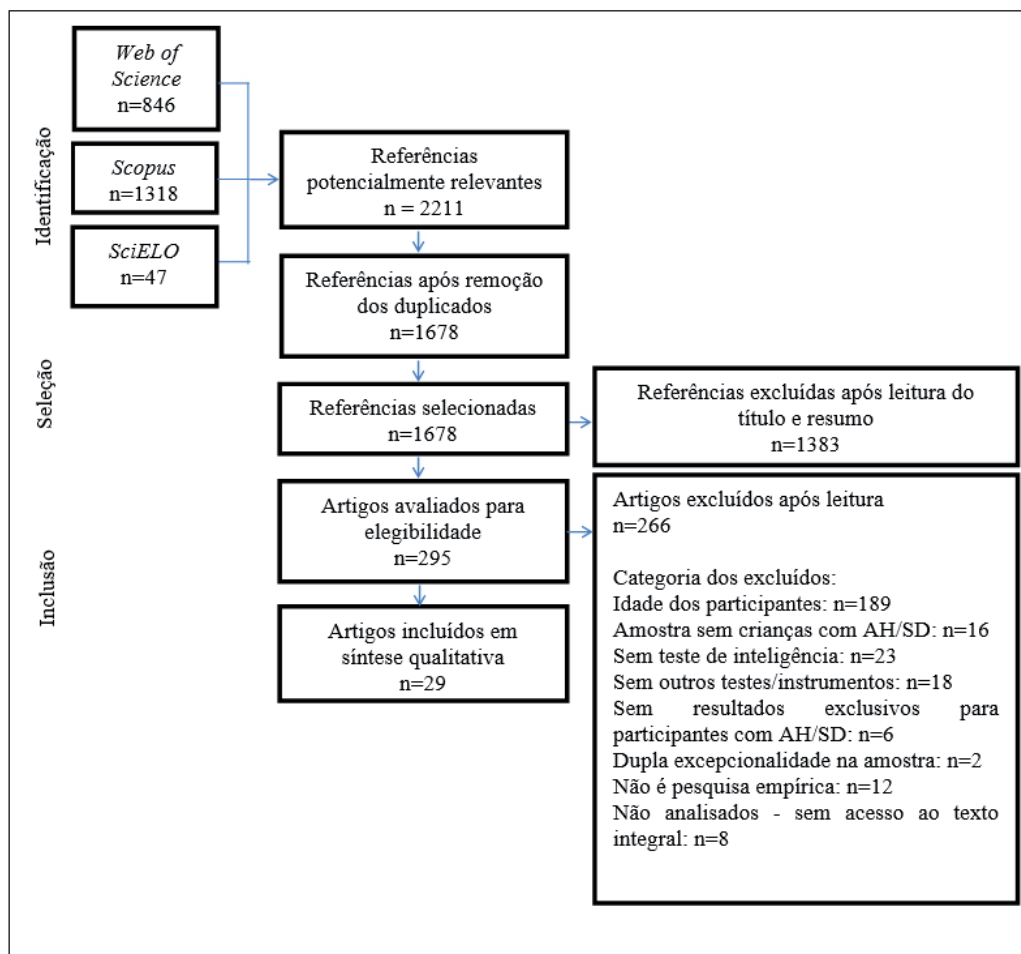 Identificação
Web of
Science
n=846
Scopus
n=1318
SciELO
n=47
Referências
potencialmente relevantes
n = 2211
Referências após remoção
dos duplicados
n=1678
Seleção
Referências selecionadas
n=1678
Referências excluídas após leitura do
título e resumo
n=1383
Inclusão
Artigos avaliados para
elegibilidade
n=295
Artigos excluídos após leitura
n=266
Categoria dos excluídos:
Idade dos participantes: n=189
Amostra sem crianças com AH/SD: n=16
Sem teste de inteligência: n=23
Sem outros testes/instrumentos: n=18
Sem resultados exclusivos para
participantes com AH/SD: n=6
Dupla excepcionalidade na amostra: n=2
Não é pesquisa empírica: n=12
Não analisados - sem acesso ao texto
integral: n=8
Artigos incluídos em
síntese qualitativa
n=29